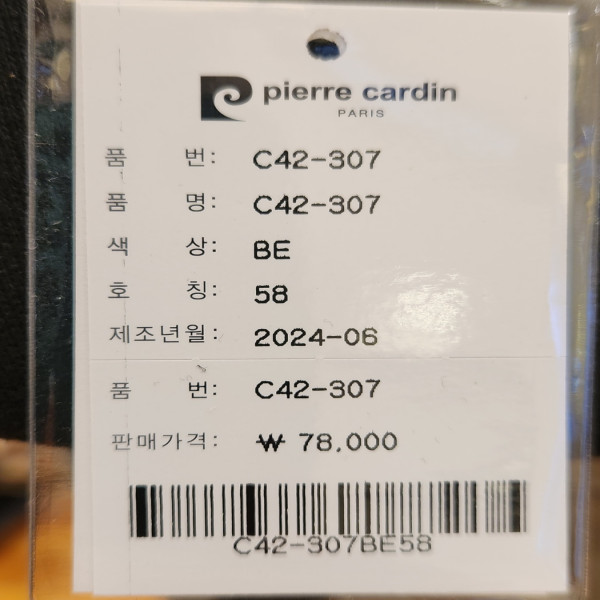 pierre cardin
PARIS
품 번: C42-307
품 명: C42-307
색 상: BE
호 칭: 58
제조년월: 2024-06
품 번: C42-307
판매가격: ₩ 78,000
C42-307BE58